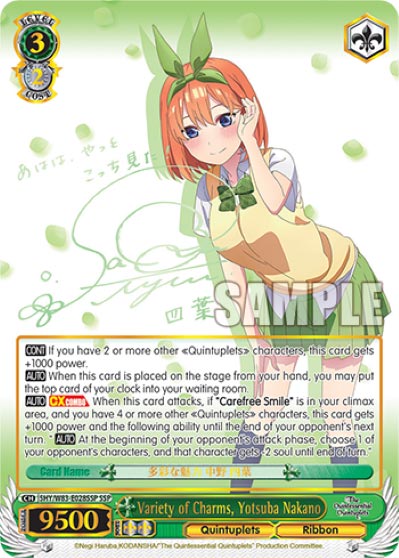 LEVEL
3
2
COST
あはは、やっと
こっち見た
四葉
SAMPLE
CONT If you have 2 or more other «Quintuplets» characters, this card gets
+1000 power.
AUTO When this card is placed on the stage from your hand, you may put
the top card of your clock into your waiting room.
AUTO CX COMBO When this card attacks, if "Carefree Smile" is in your climax
area, and you have 4 or more other «Quintuplets» characters, this card gets
+1000 power and the following ability until the end of your opponent's next
turn. " AUTO At the beginning of your opponent's attack phase, choose 1 of
your opponent's characters, and that character gets -2 soul until end of turn."
Card Name
多彩な魅力 中野 四葉
CH 5HY/W83-E028SSP SSP
Variety of Charms, Yotsuba Nakano
The Quintessential Quintuplets
POWER
9500
SOUL
Quintuplets
Ribbon
©Negi Haruba,KODANSHA/"The Quintessential Quintuplets" Production Committee